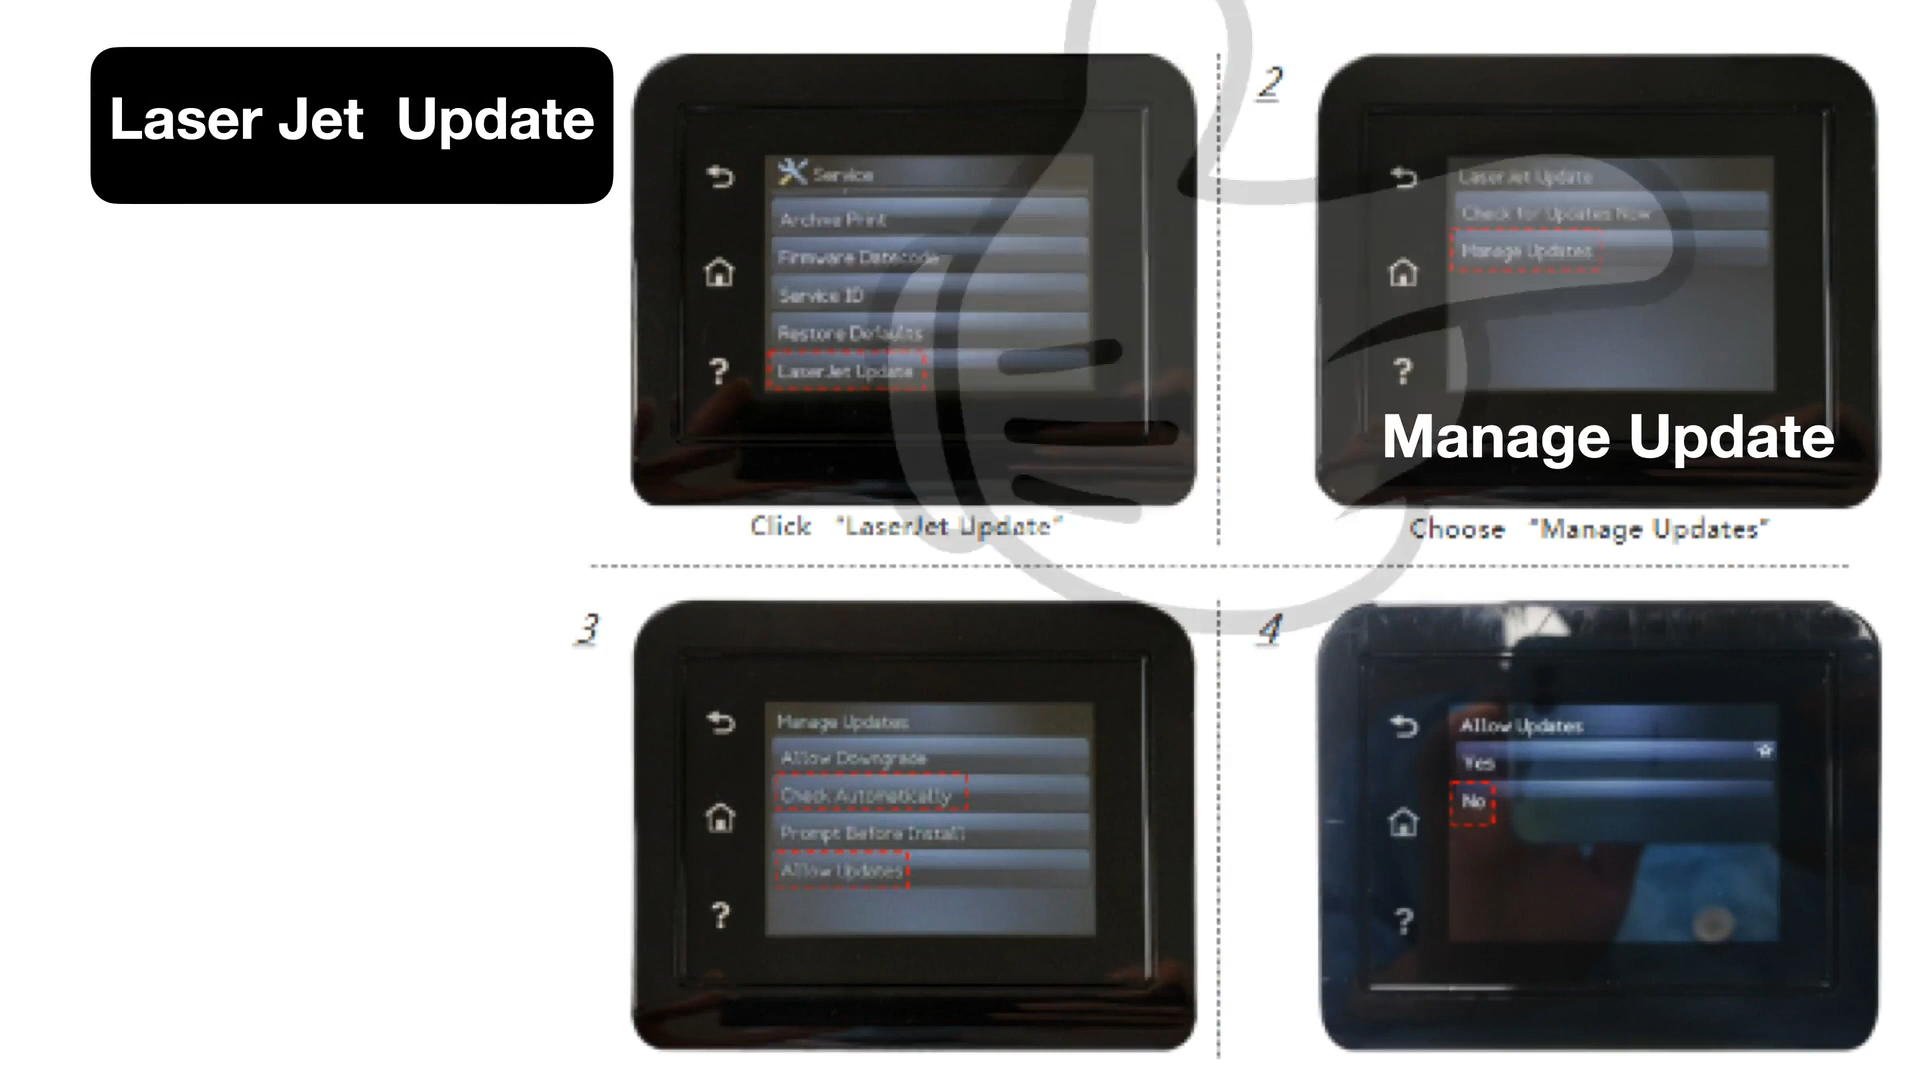 Laser Jet Update
Service
Archive Print
Firmware Datecode
Service ID
Restore Defaults
LaserJet Update
?
Click "LaserJet Update"
2
LaserJet Update
Check for Updates Now
Manage Updates
?
Manage Update
Choose "Manage Updates"
3
Manage Updates
Allow Downgrade
Check Automatically
Prompt Before Install
Allow Updates
?
4
Allow Updates
Yes
No
?